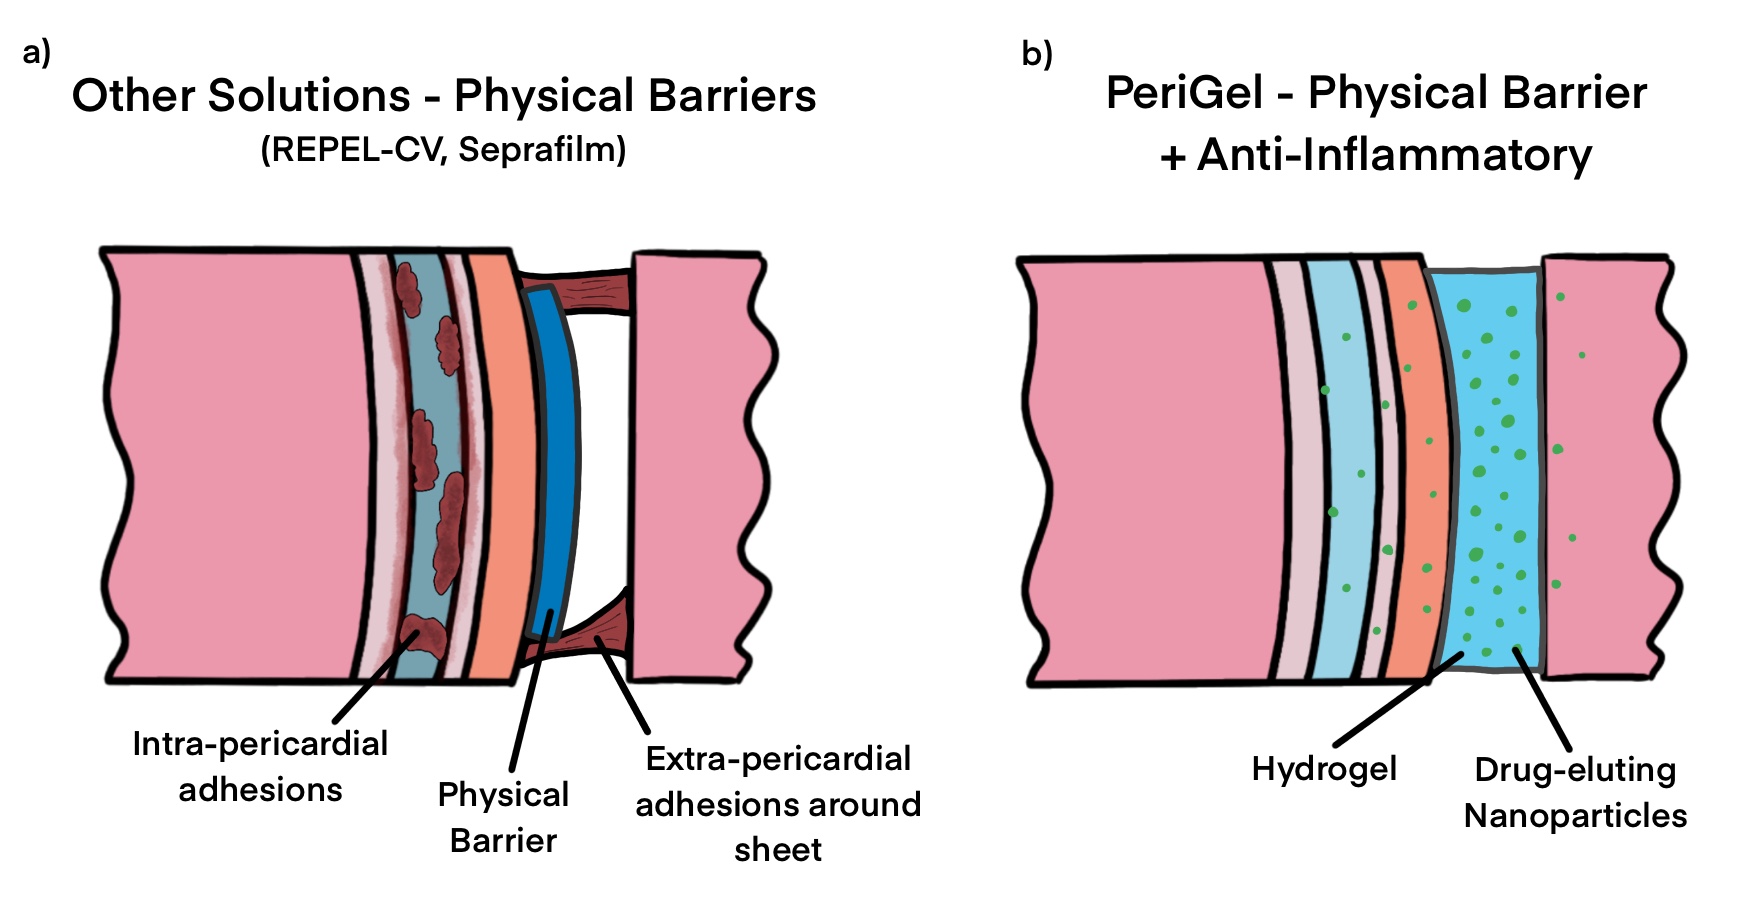 a)
Other Solutions - Physical Barriers
(REPEL-CV, Seprafilm)
Intra-pericardial
adhesions
Physical
Barrier
Extra-pericardial
adhesions around
sheet
b)
PeriGel - Physical Barrier
+ Anti-Inflammatory
Hydrogel
Drug-eluting
Nanoparticles